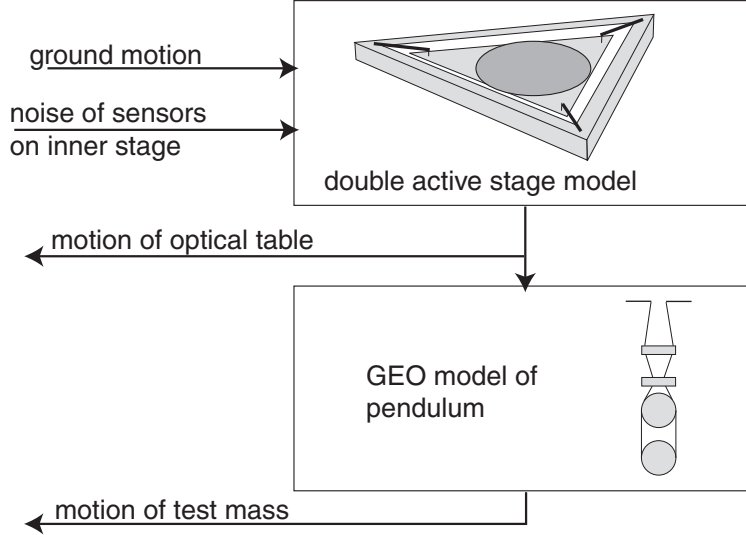 ground motion
noise of sensors
on inner stage
double active stage model
motion of optical table
GEO model of
pendulum
motion of test mass